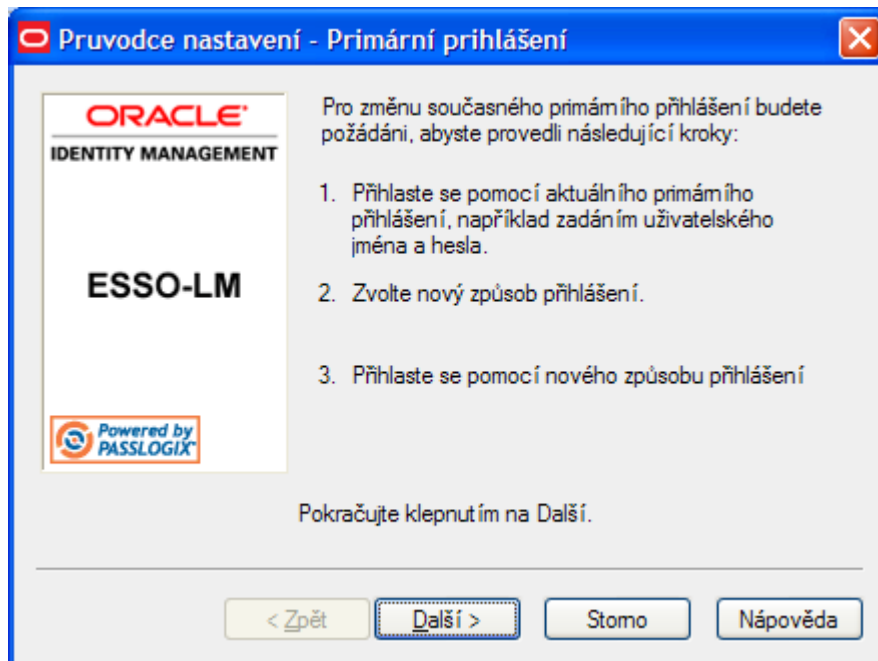 Pruvodce nastavení - Primární prihlášení
ORACLE
IDENTITY MANAGEMENT
ESSO-LM
Powered by
PASSLOGIX
Pro změnu současného primárního přihlášení budete
požádáni, abyste provedli následující kroky:
1. Přihlaste se pomocí aktuálního primárního
přihlášení, například zadáním uživatelského
jména a hesla.
2. Zvolte nový způsob přihlášení.
3. Přihlaste se pomocí nového způsobu přihlášení
Pokračujte klepnutím na Další.
< Zpět
Další >
Storno
Nápověda